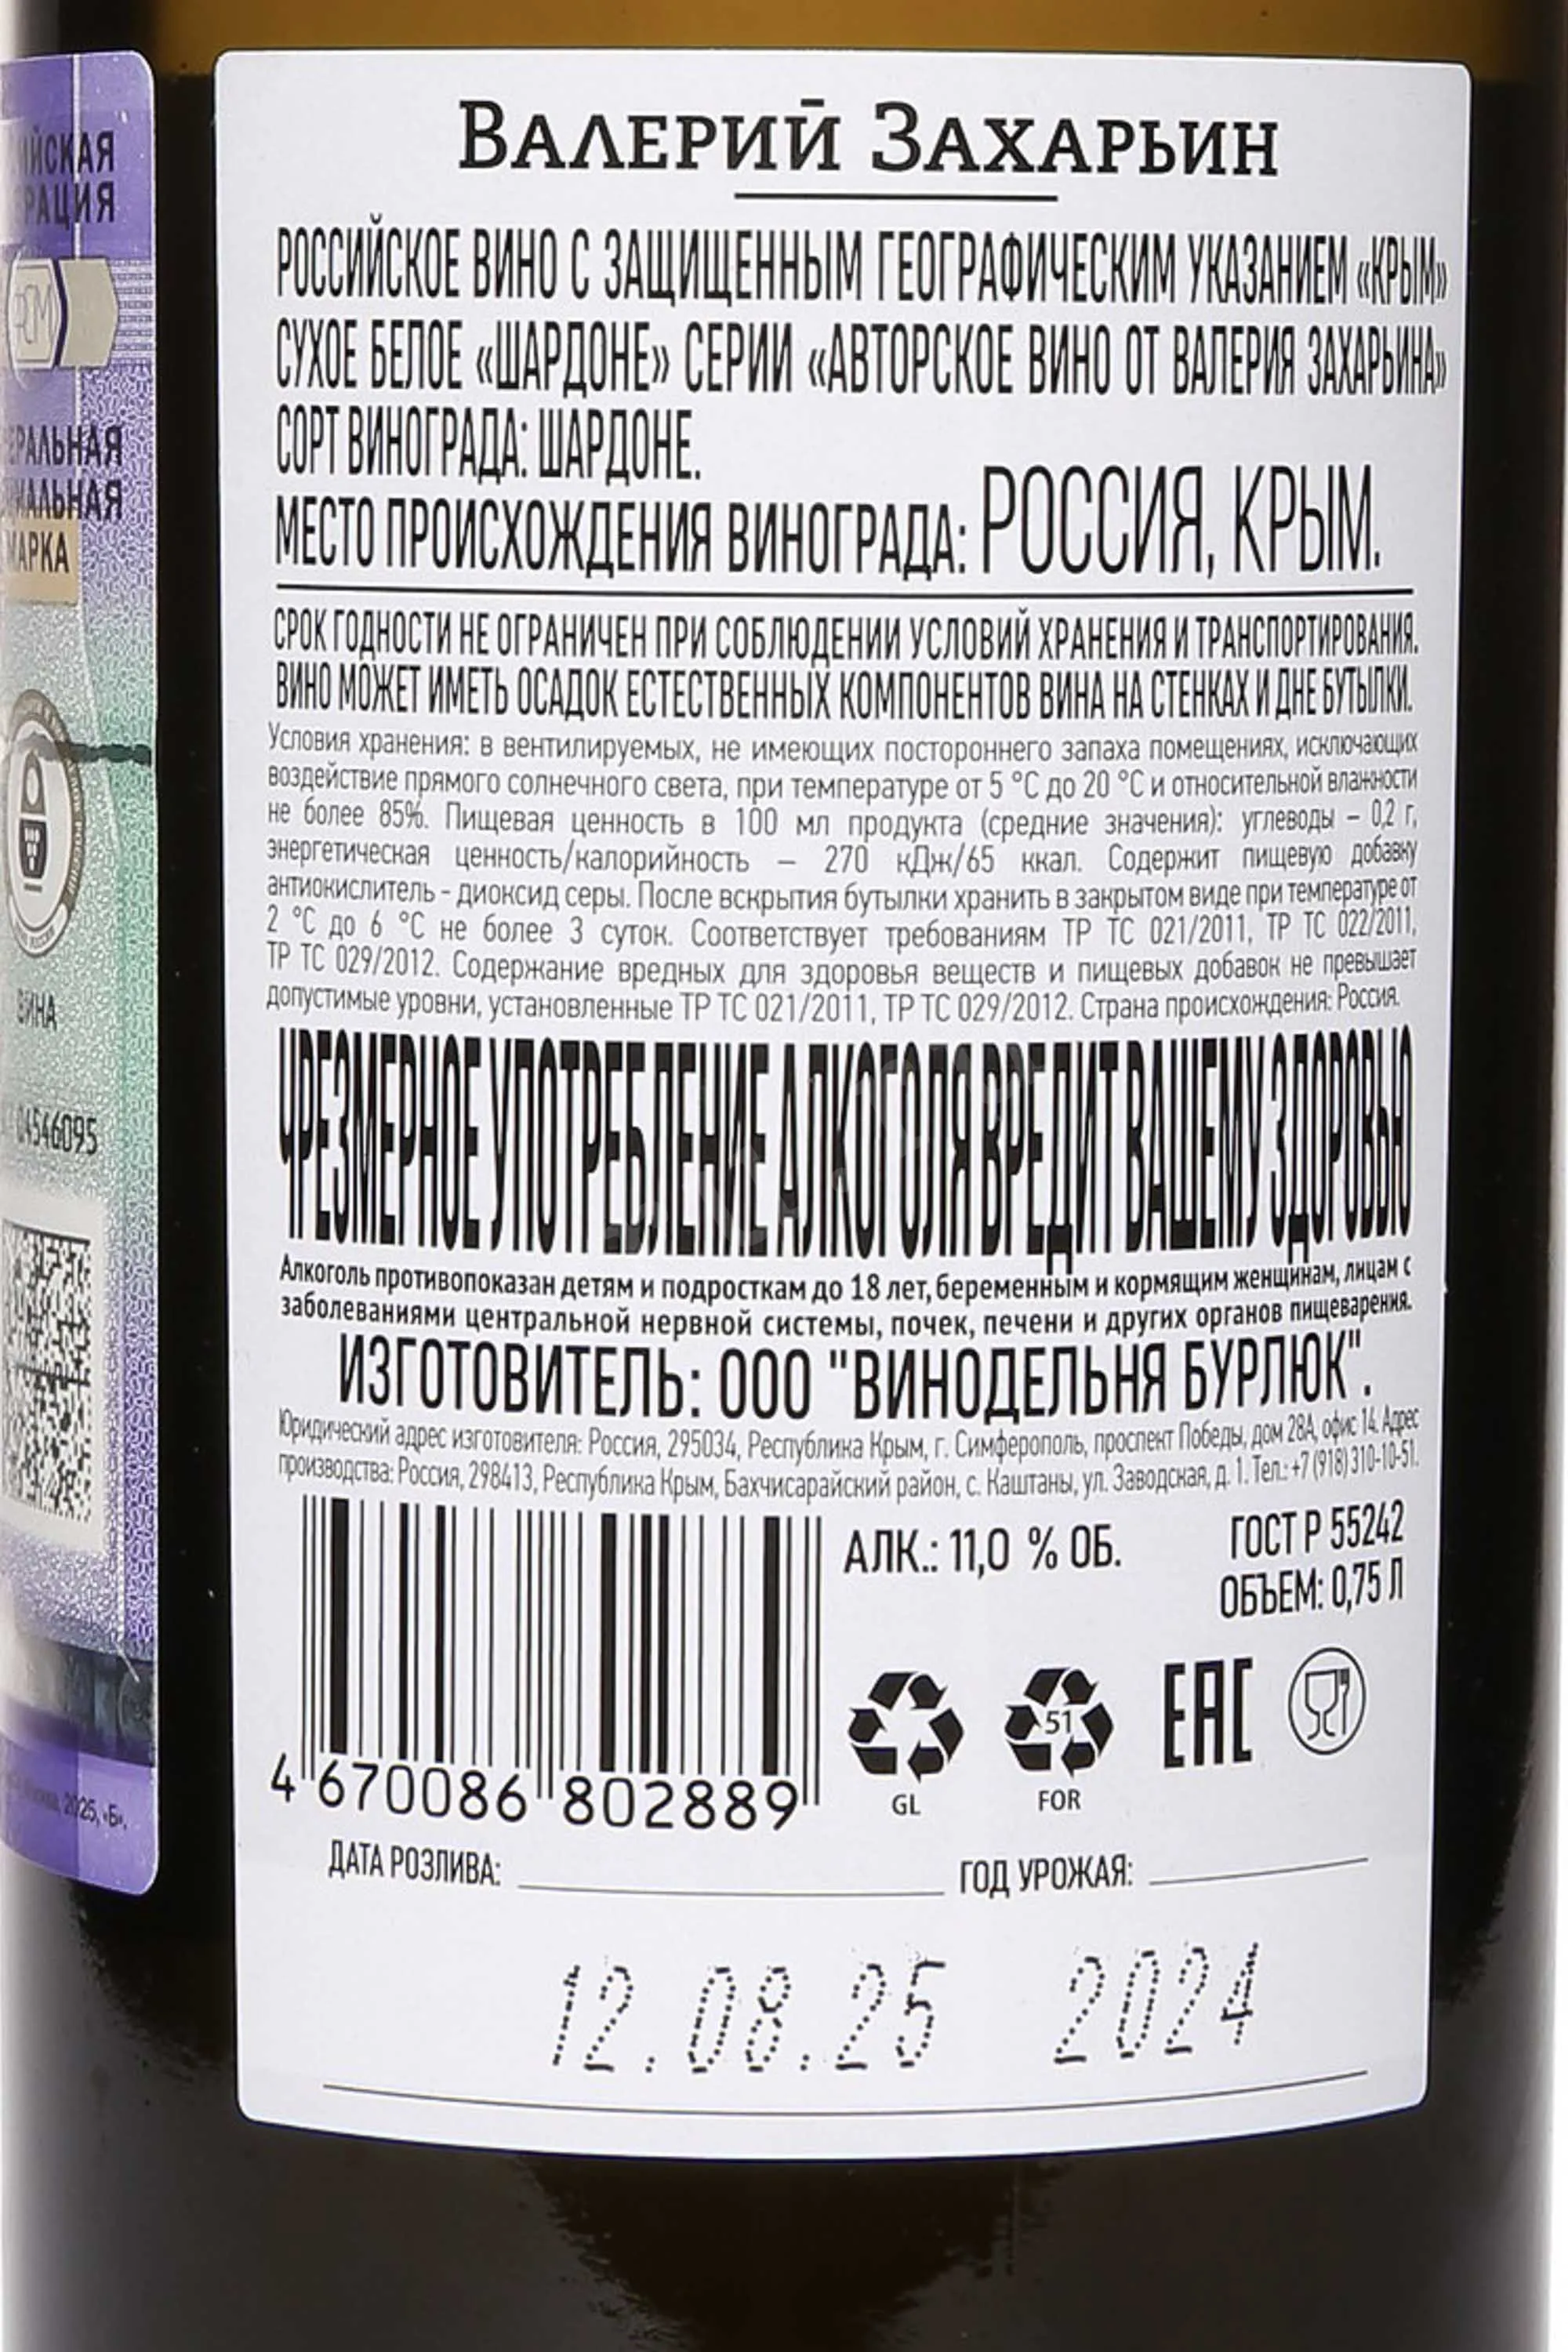 ВАЛЕРИЙ ЗАХАРЬИН
РОССИЙСКОЕ ВИНО С ЗАЩИЩЕННЫМ ГЕОГРАФИЧЕСКИМ УКАЗАНИЕМ «КРЫМ»
СУХОЕ БЕЛОЕ «ШАРДОНЕ» СЕРИИ «АВТОРСКОЕ ВИНО ОТ ВАЛЕРИЯ ЗАХАРЬИНА»
СОРТ ВИНОГРАДА: ШАРДОНЕ.
МЕСТО ПРОИСХОЖДЕНИЯ ВИНОГРАДА: РОССИЯ, КРЫМ.
СРОК ГОДНОСТИ НЕ ОГРАНИЧЕН ПРИ СОБЛЮДЕНИИ УСЛОВИЙ ХРАНЕНИЯ И ТРАНСПОРТИРОВАНИЯ.
ВИНО МОЖЕТ ИМЕТЬ ОСАДОК ЕСТЕСТВЕННЫХ КОМПОНЕНТОВ ВИНА НА СТЕНКАХ И ДНЕ БУТЫЛКИ.
Условия хранения: в вентилируемых, не имеющих постороннего запаха помещениях, исключающих
воздействие прямого солнечного света, при температуре от 5 °С до 20 °С и относительной влажности
не более 85%. Пищевая ценность в 100 мл продукта (средние значения): углеводы – 0,2 г,
энергетическая ценность/калорийность – 270 кДж/65 ккал. Содержит пищевую добавку
антиокислитель - диоксид серы. После вскрытия бутылки хранить в закрытом виде при температуре от
2 °С до 6 °С не более 3 суток. Соответствует требованиям ТР ТС 021/2011, ТР ТС 022/2011,
ТР ТС 029/2012. Содержание вредных для здоровья веществ и пищевых добавок не превышает
допустимые уровни, установленные ТР ТС 021/2011, ТР ТС 029/2012. Страна происхождения: Россия.
ЧРЕЗМЕРНОЕ УПОТРЕБЛЕНИЕ АЛКОГОЛЯ ВРЕДИТ ВАШЕМУ ЗДОРОВЬЮ
Алкоголь противопоказан детям и подросткам до 18 лет, беременным и кормящим женщинам, лицам с
заболеваниями центральной нервной системы, почек, печени и других органов пищеварения.
ИЗГОТОВИТЕЛЬ: ООО "ВИНОДЕЛЬНЯ БУРЛЮК".
Юридический адрес изготовителя: Россия, 295034, Республика Крым, г. Симферополь, проспект Победы, дом 28А, офис 14. Адрес
производства: Россия, 298413, Республика Крым, Бахчисарайский район, с. Каштаны, ул. Заводская, д. 1. Тел.: +7 (918) 310-10-51.
АЛК.: 11,0 % ОБ.
ГОСТ Р 55242
ОБЪЕМ: 0,75 Л
4 670086 802889
GL
51
FOR
ЕАС
ДАТА РОЗЛИВА:
ГОД УРОЖАЯ:
12.08.25 2024
МАРКА
ВИНА
04546095
2025, «Б».